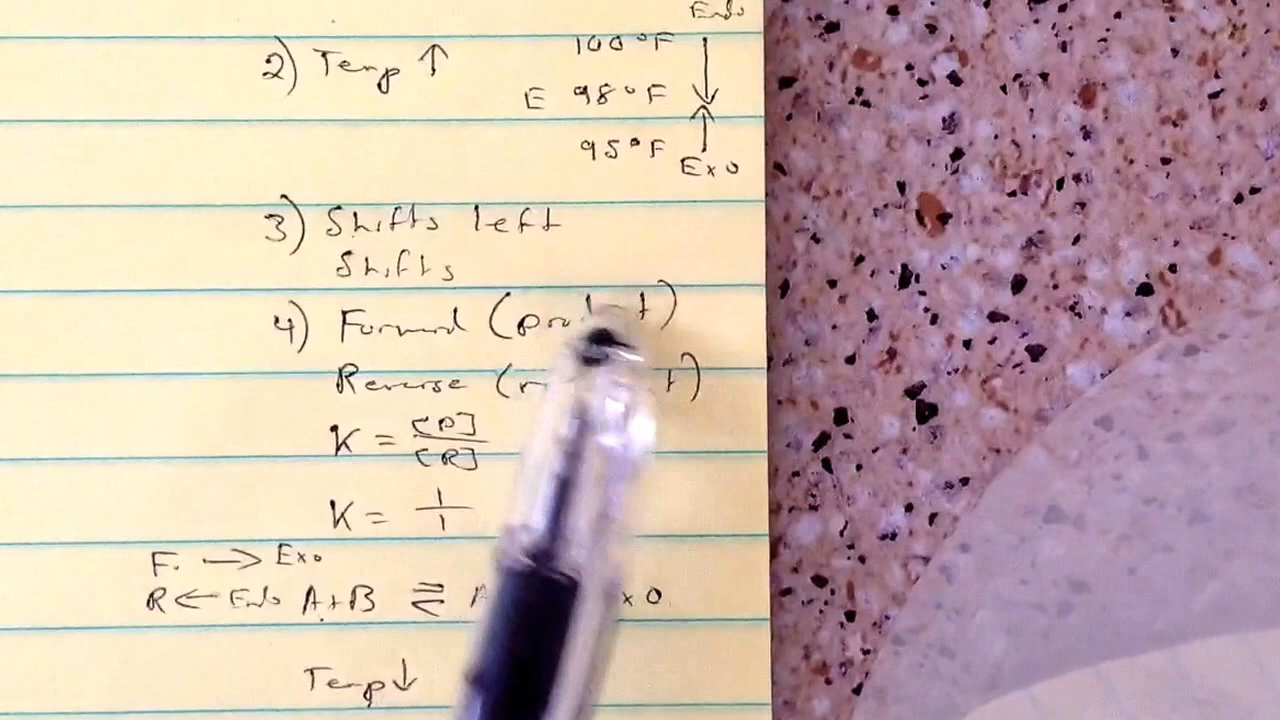 Endo
2) Temp ↑ 100°F
E 98°F
95°F Exo
3) Shifts left
Shifts
4) Forward
Reverse
K = [P]/[R]
K = 1/1
F. → Exo
R ← Endo A+B ⇌
Temp ↓